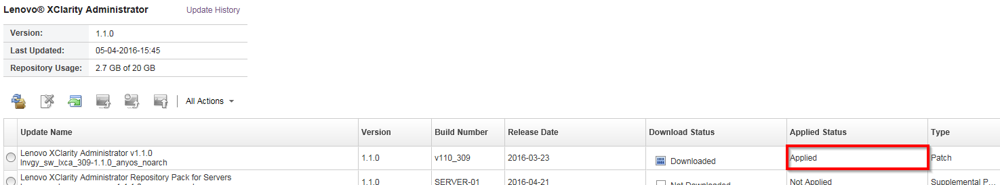 Lenovo® XClarity Administrator Update History
Version: 1.1.0
Last Updated: 05-04-2016-15:45
Repository Usage: 2.7 GB of 20 GB
All Actions
Update Name Version Build Number Release Date Download Status Applied Status Type
Lenovo XClarity Administrator v1.1.0
lnvgy_sw_lxca_309-1.1.0_anyos_noarch 1.1.0 v110_309 2016-03-23 Downloaded Applied Patch
Lenovo XClarity Administrator Repository Pack for Servers
1.1.0 SERVER-01 2016-04-21 Not Downloaded Not Applied Supplemental P...